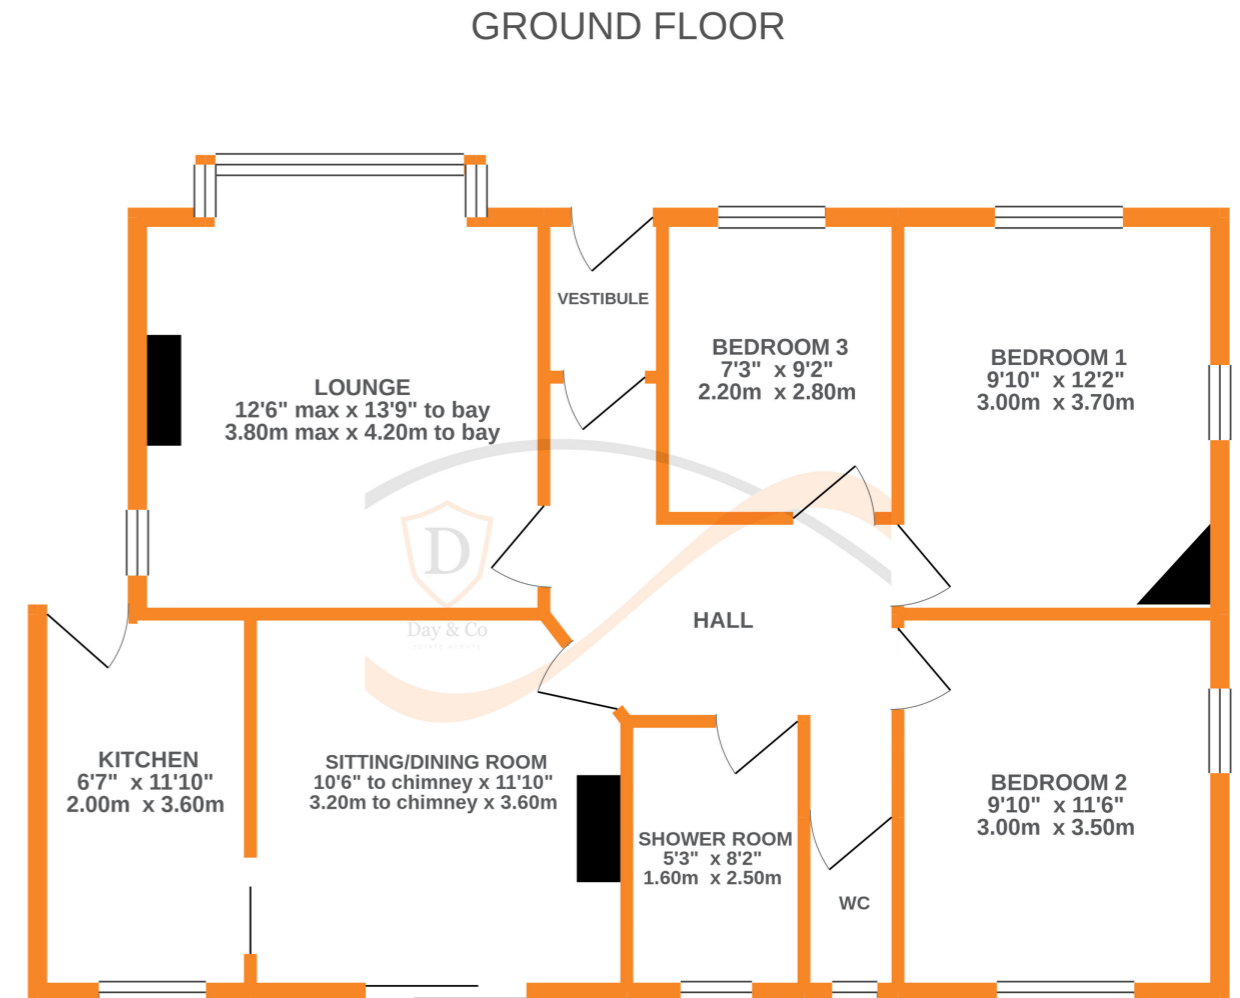 GROUND FLOOR
VESTIBULE
BEDROOM 3
7'3" x 9'2"
2.20m x 2.80m
BEDROOM 1
9'10" x 12'2"
3.00m x 3.70m
LOUNGE
12'6" max x 13'9" to bay
3.80m max x 4.20m to bay
D
Day & Co
HALL
KITCHEN
6'7" x 11'10"
2.00m x 3.60m
SITTING/DINING ROOM
10'6" to chimney x 11'10"
3.20m to chimney x 3.60m
SHOWER ROOM
5'3" x 8'2"
1.60m x 2.50m
WC
BEDROOM 2
9'10" x 11'6"
3.00m x 3.50m